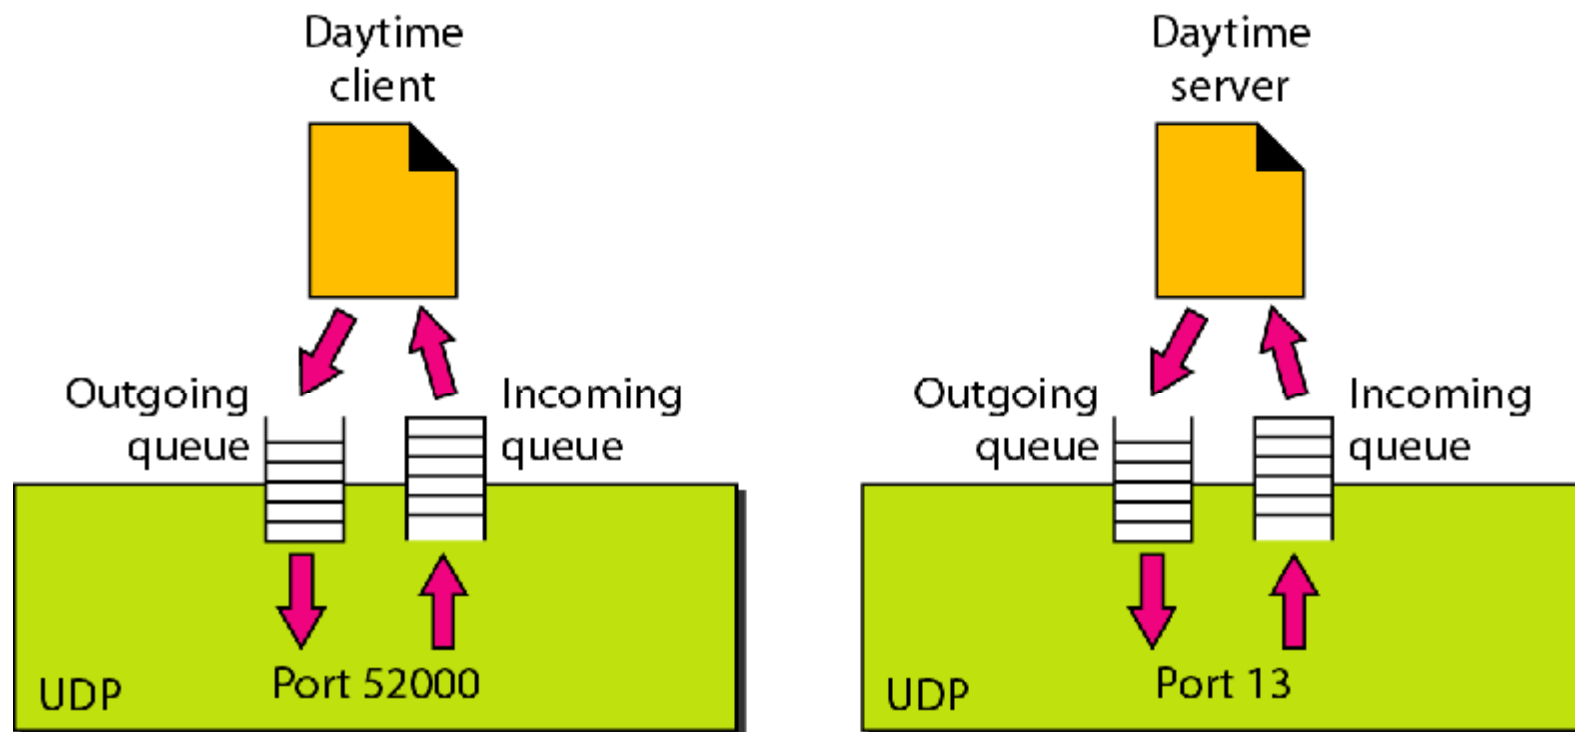 Daytime
client
Outgoing
queue
Incoming
queue
UDP
Port 52000
Daytime
server
Outgoing
queue
Incoming
queue
UDP
Port 13